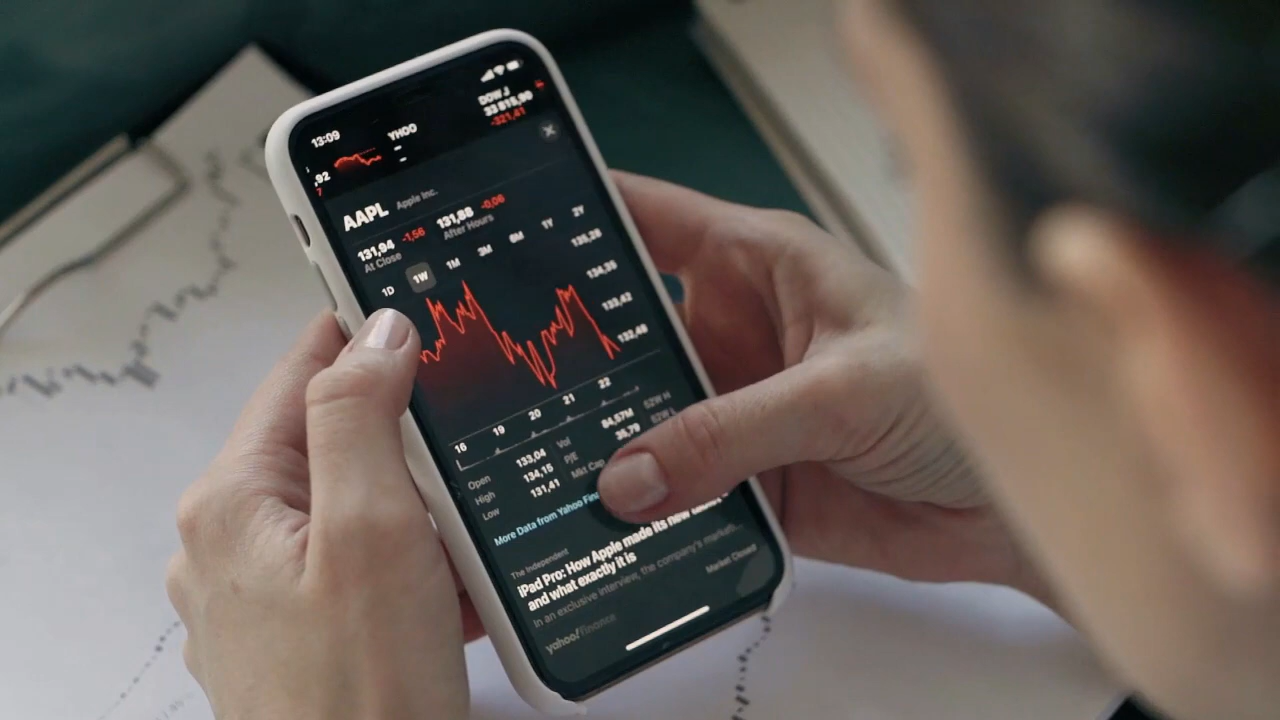 13:09
YHOO
DOW J
33 815,90
-321,41
,92
7
AAPL Apple Inc.
131,94 -1,56 131,88 -0,06
At Close After Hours
1D 1W 1M 3M 6M 1Y 2Y
135,28
134,35
133,42
132,48
16 19 20 21 22
Open 133,04 Vol 84,57M 52W H
High 134,15 P/E 35,79 52W L
Low 131,41 Mkt Cap
More Data from Yahoo
The Independent
iPad Pro: How Apple made its new
and what exactly it is
In an exclusive interview, the company's marketi...
yahoo/finance
Market Closed